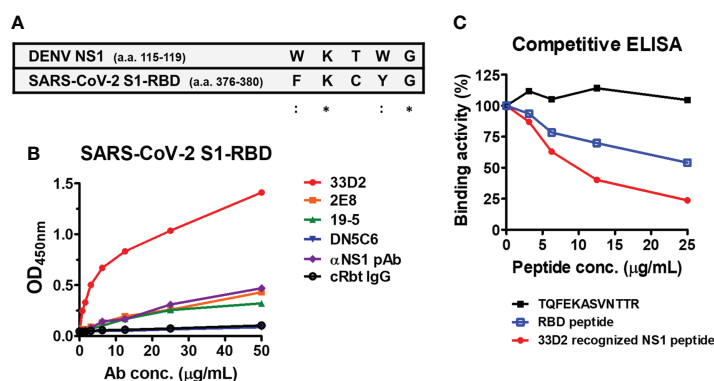 A
DENV NS1 (a.a. 115-119) W K T W G
SARS-CoV-2 S1-RBD (a.a. 376-380) F K C Y G
: * : *
B SARS-CoV-2 S1-RBD
OD450nm
1.5
1.0
0.5
0.0
0 10 20 30 40 50
Ab conc. (μg/mL)
33D2
2E8
19-5
DN5C6
αNS1 pAb
cRbt IgG
C
Competitive ELISA
Binding activity (%)
125
100
75
50
25
0
0 5 10 15 20 25
Peptide conc. (μg/mL)
TQFEKASVNTTR
RBD peptide
33D2 recognized NS1 peptide